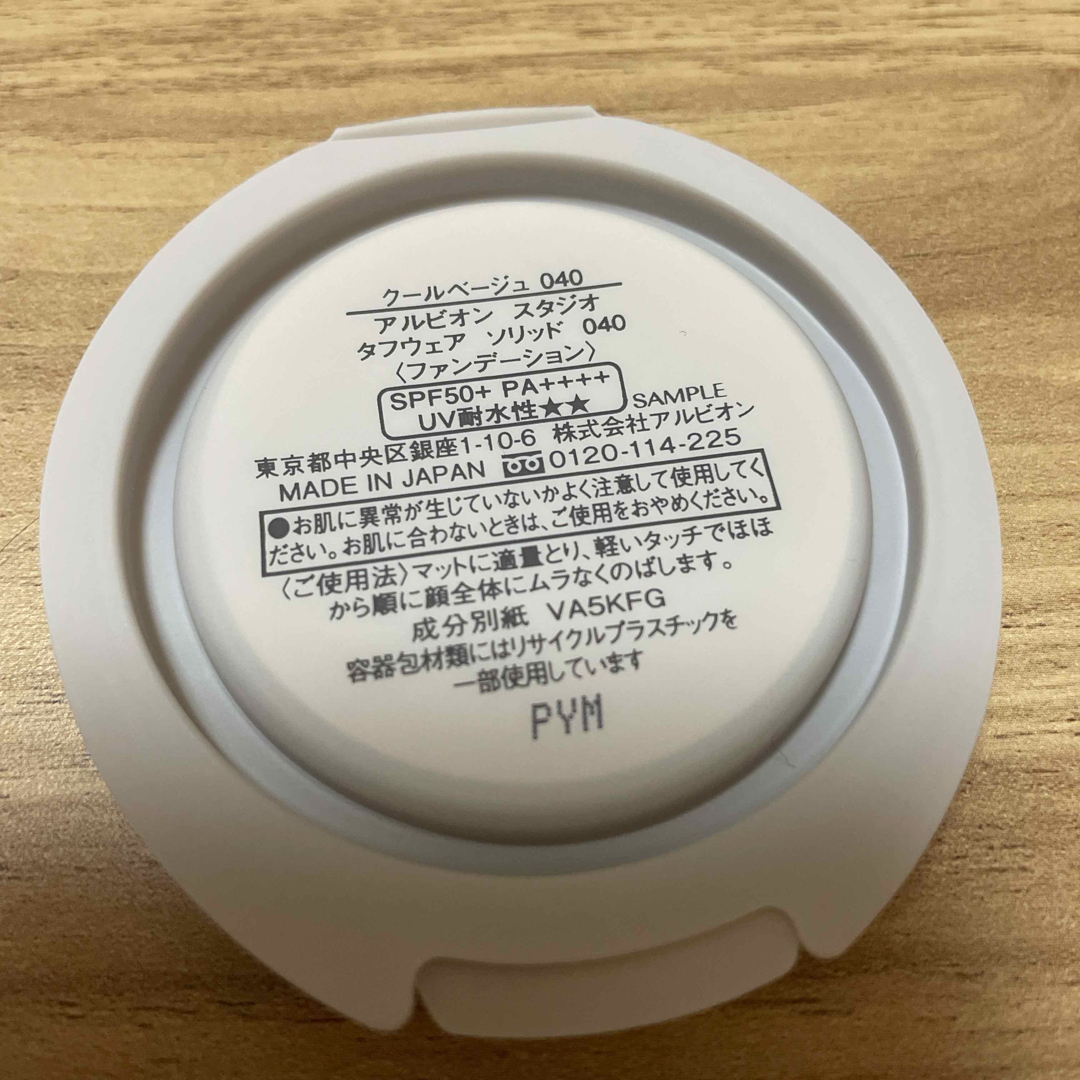 クールベージュ 040
アルビオン スタジオ
タフウェア ソリッド 040
〈ファンデーション〉
SPF50+ PA++++
UV耐水性★★
SAMPLE
東京都中央区銀座1-10-6 株式会社アルビオン
MADE IN JAPAN 0120-114-225
●お肌に異常が生じていないかよく注意して使用してく
ださい。お肌に合わないときは、ご使用をおやめください。
〈ご使用法〉マットに適量とり、軽いタッチでほほ
から順に顔全体にムラなくのばします。
成分別紙 VA5KFG
容器包材類にはリサイクルプラスチックを
一部使用しています
PYM